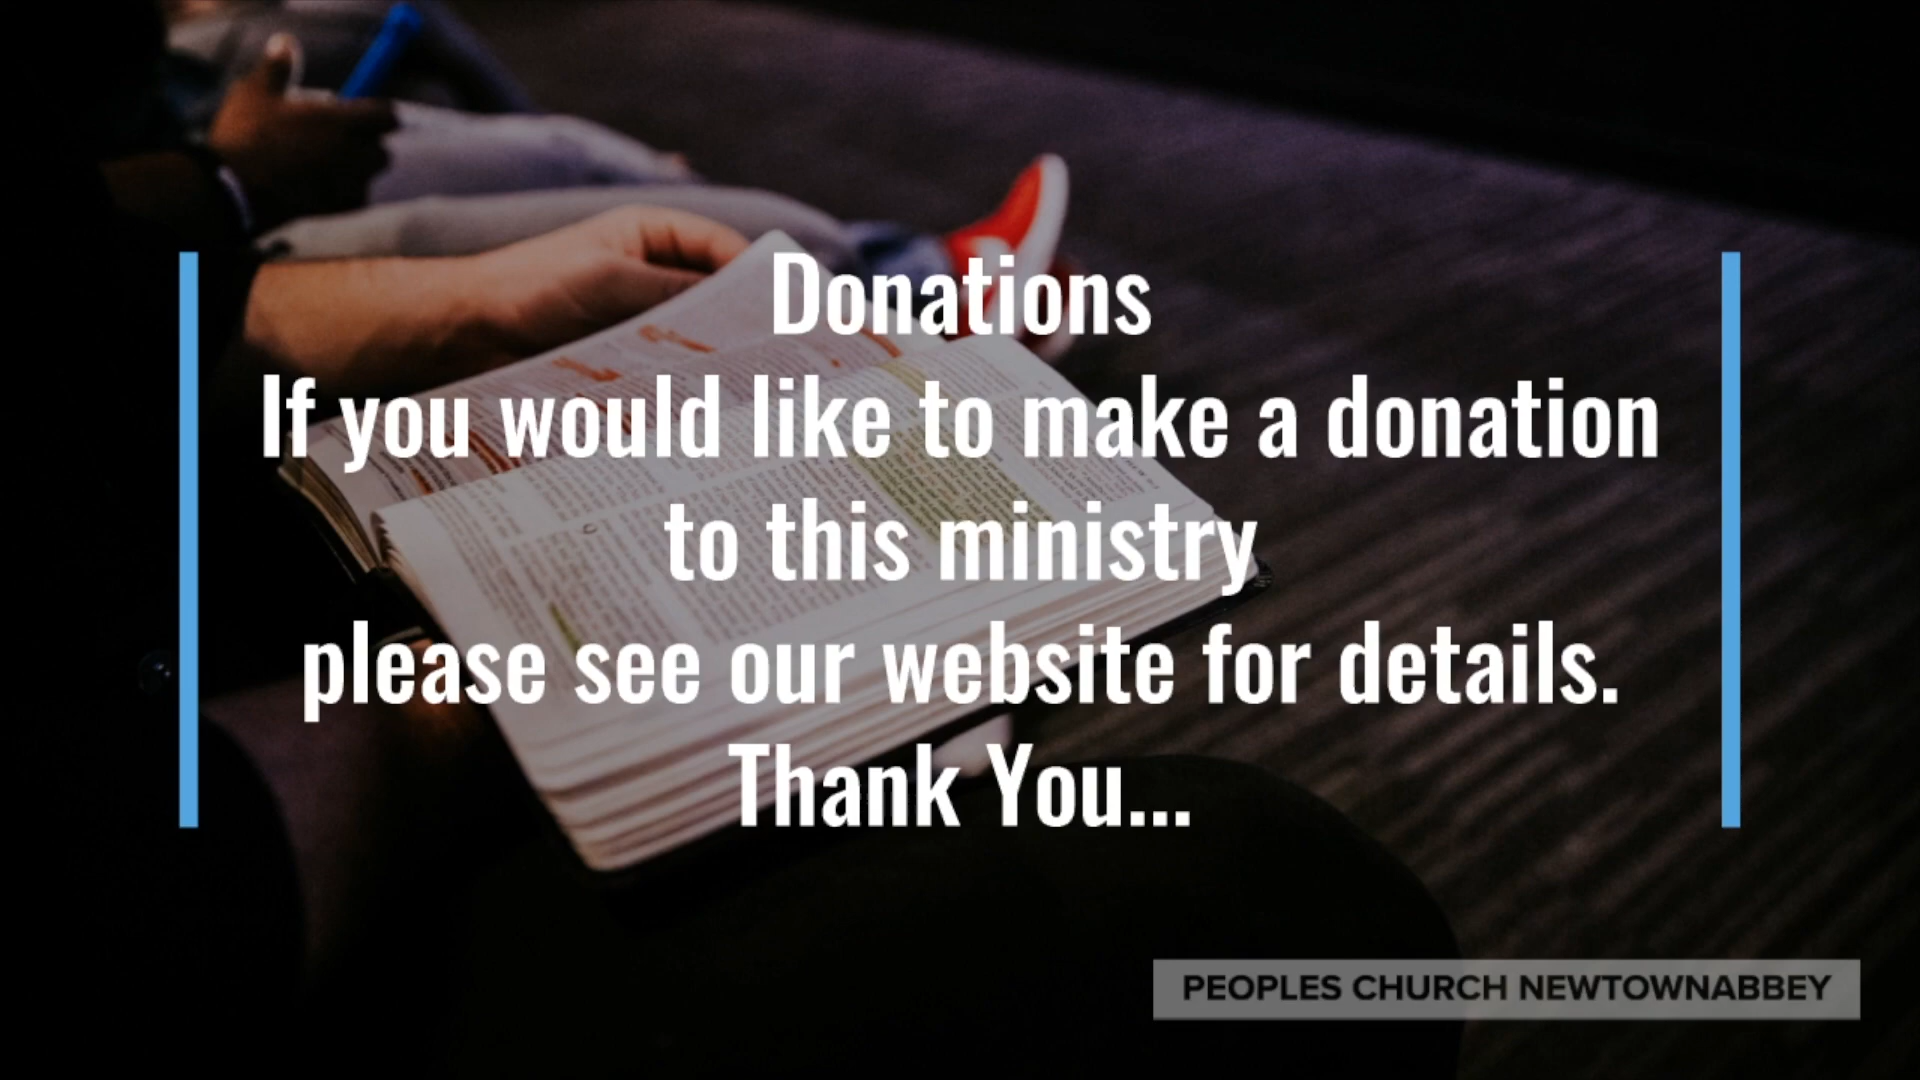 Donations
If you would like to make a donation
to this ministry
please see our website for details.
Thank You...
PEOPLES CHURCH NEWTOWNABBEY